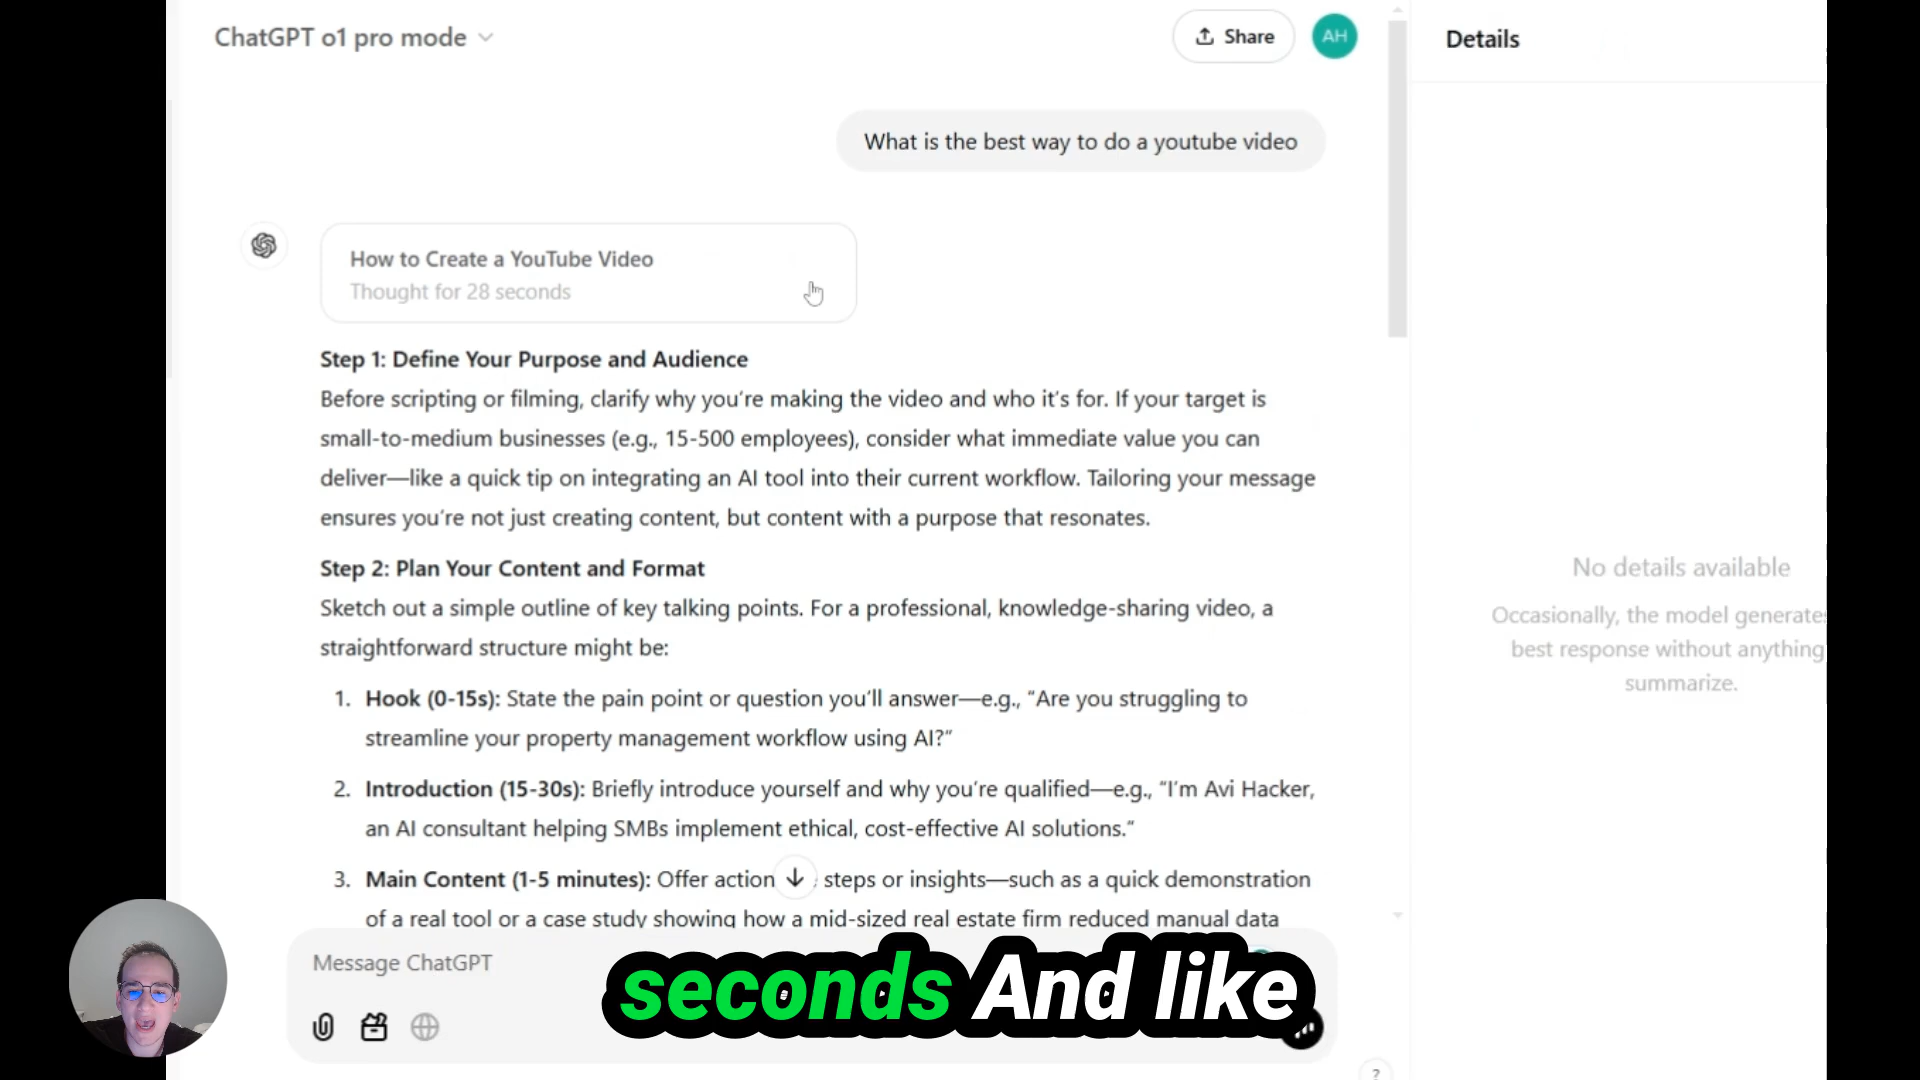 ChatGPT o1 pro mode
Share
AH
Details
What is the best way to do a youtube video
How to Create a YouTube Video
Thought for 28 seconds
Step 1: Define Your Purpose and Audience
Before scripting or filming, clarify why you're making the video and who it's for. If your target is
small-to-medium businesses (e.g., 15-500 employees), consider what immediate value you can
deliver—like a quick tip on integrating an AI tool into their current workflow. Tailoring your message
ensures you're not just creating content, but content with a purpose that resonates.
Step 2: Plan Your Content and Format
Sketch out a simple outline of key talking points. For a professional, knowledge-sharing video, a
straightforward structure might be:
1. Hook (0-15s): State the pain point or question you'll answer—e.g., "Are you struggling to
streamline your property management workflow using AI?"
2. Introduction (15-30s): Briefly introduce yourself and why you're qualified—e.g., "I'm Avi Hacker,
an AI consultant helping SMBs implement ethical, cost-effective AI solutions."
3. Main Content (1-5 minutes): Offer action steps or insights—such as a quick demonstration
of a real tool or a case study showing how a mid-sized real estate firm reduced manual data
No details available
Occasionally, the model generates
best response without anything
summarize.
Message ChatGPT
seconds And like
?